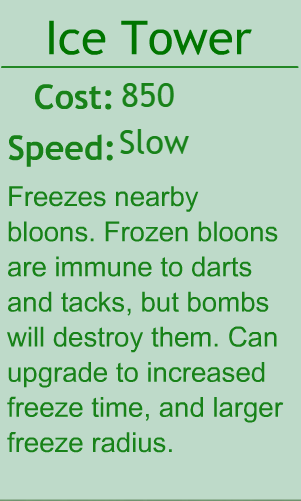 Ice Tower
Cost: 850
Speed: Slow
Freezes nearby
bloons. Frozen bloons
are immune to darts
and tacks, but bombs
will destroy them. Can
upgrade to increased
freeze time, and larger
freeze radius.